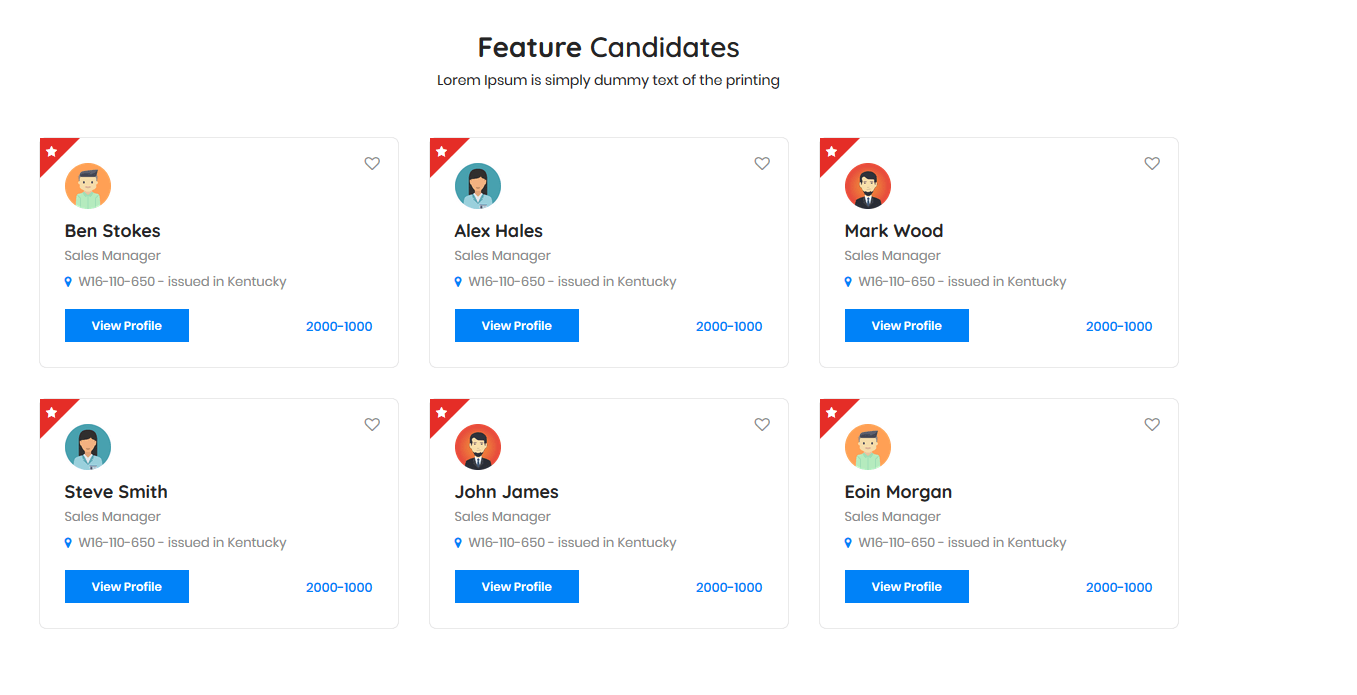 Feature Candidates
Lorem Ipsum is simply dummy text of the printing
Ben Stokes
Sales Manager
W16-110-650 - issued in Kentucky
View Profile
2000-1000
Alex Hales
Sales Manager
W16-110-650 - issued in Kentucky
View Profile
2000-1000
Mark Wood
Sales Manager
W16-110-650 - issued in Kentucky
View Profile
2000-1000
Steve Smith
Sales Manager
W16-110-650 - issued in Kentucky
View Profile
2000-1000
John James
Sales Manager
W16-110-650 - issued in Kentucky
View Profile
2000-1000
Eoin Morgan
Sales Manager
W16-110-650 - issued in Kentucky
View Profile
2000-1000